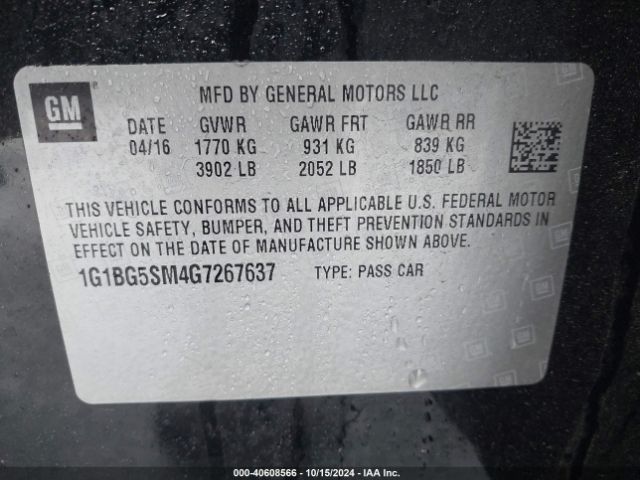 GM
MFD BY GENERAL MOTORS LLC
DATE GVWR GAWR FRT GAWR RR
04/16 1770 KG 931 KG 839 KG
3902 LB 2052 LB 1850 LB
THIS VEHICLE CONFORMS TO ALL APPLICABLE U.S. FEDERAL MOTOR
VEHICLE SAFETY, BUMPER, AND THEFT PREVENTION STANDARDS IN
EFFECT ON THE DATE OF MANUFACTURE SHOWN ABOVE.
1G1BG5SM4G7267637 TYPE: PASS CAR
000-40608566 - 10/15/2024 - IAA Inc.